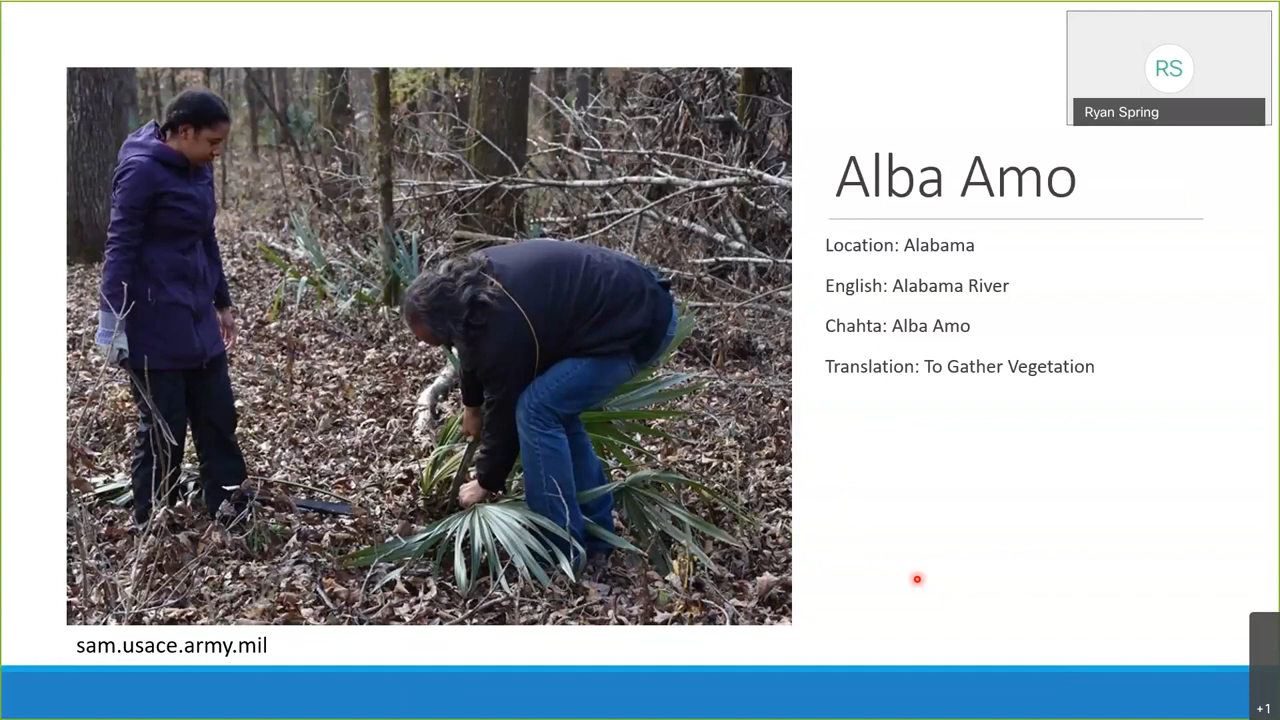 RS
Ryan Spring
Alba Amo
Location: Alabama
English: Alabama River
Chahta: Alba Amo
Translation: To Gather Vegetation
sam.usace.army.mil
+1